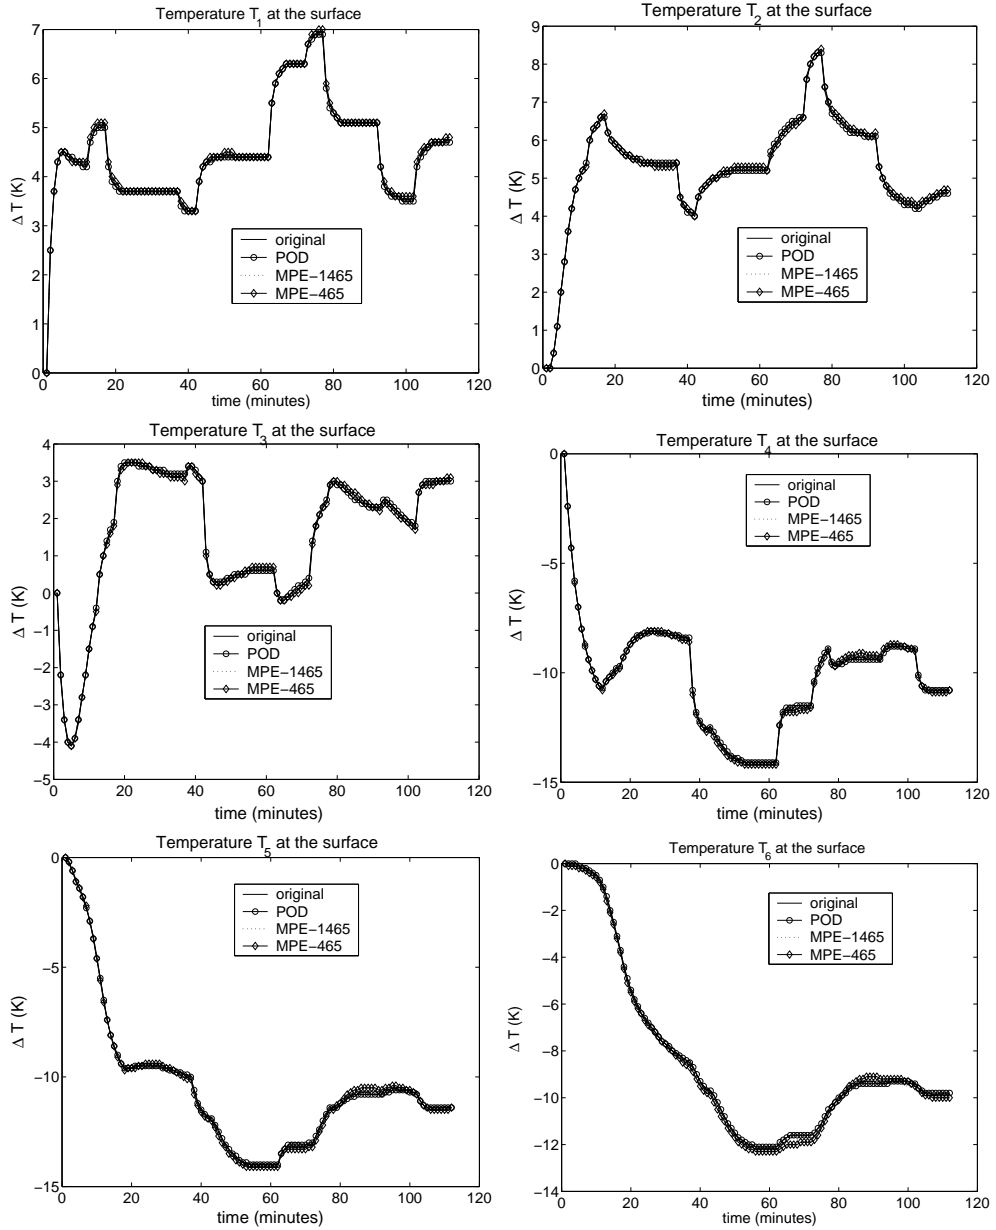 Temperature T1 at the surface
7
6
5
4
3
2
1
0
Δ T (K)
original
POD
MPE−1465
MPE−465
0 20 40 60 80 100 120
time (minutes)
Temperature T2 at the surface
9
8
7
6
5
4
3
2
1
0
Δ T (K)
original
POD
MPE−1465
MPE−465
0 20 40 60 80 100 120
time (minutes)
Temperature T3 at the surface
4
3
2
1
0
−1
−2
−3
−4
−5
Δ T (K)
original
POD
MPE−1465
MPE−465
0 20 40 60 80 100 120
time (minutes)
Temperature T4 at the surface
0
−5
−10
−15
Δ T (K)
original
POD
MPE−1465
MPE−465
0 20 40 60 80 100 120
time (minutes)
Temperature T5 at the surface
0
−5
−10
−15
Δ T (K)
original
POD
MPE−1465
MPE−465
0 20 40 60 80 100 120
time (minutes)
Temperature T6 at the surface
0
−2
−4
−6
−8
−10
−12
−14
Δ T (K)
original
POD
MPE−1465
MPE−465
0 20 40 60 80 100 120
time (minutes)